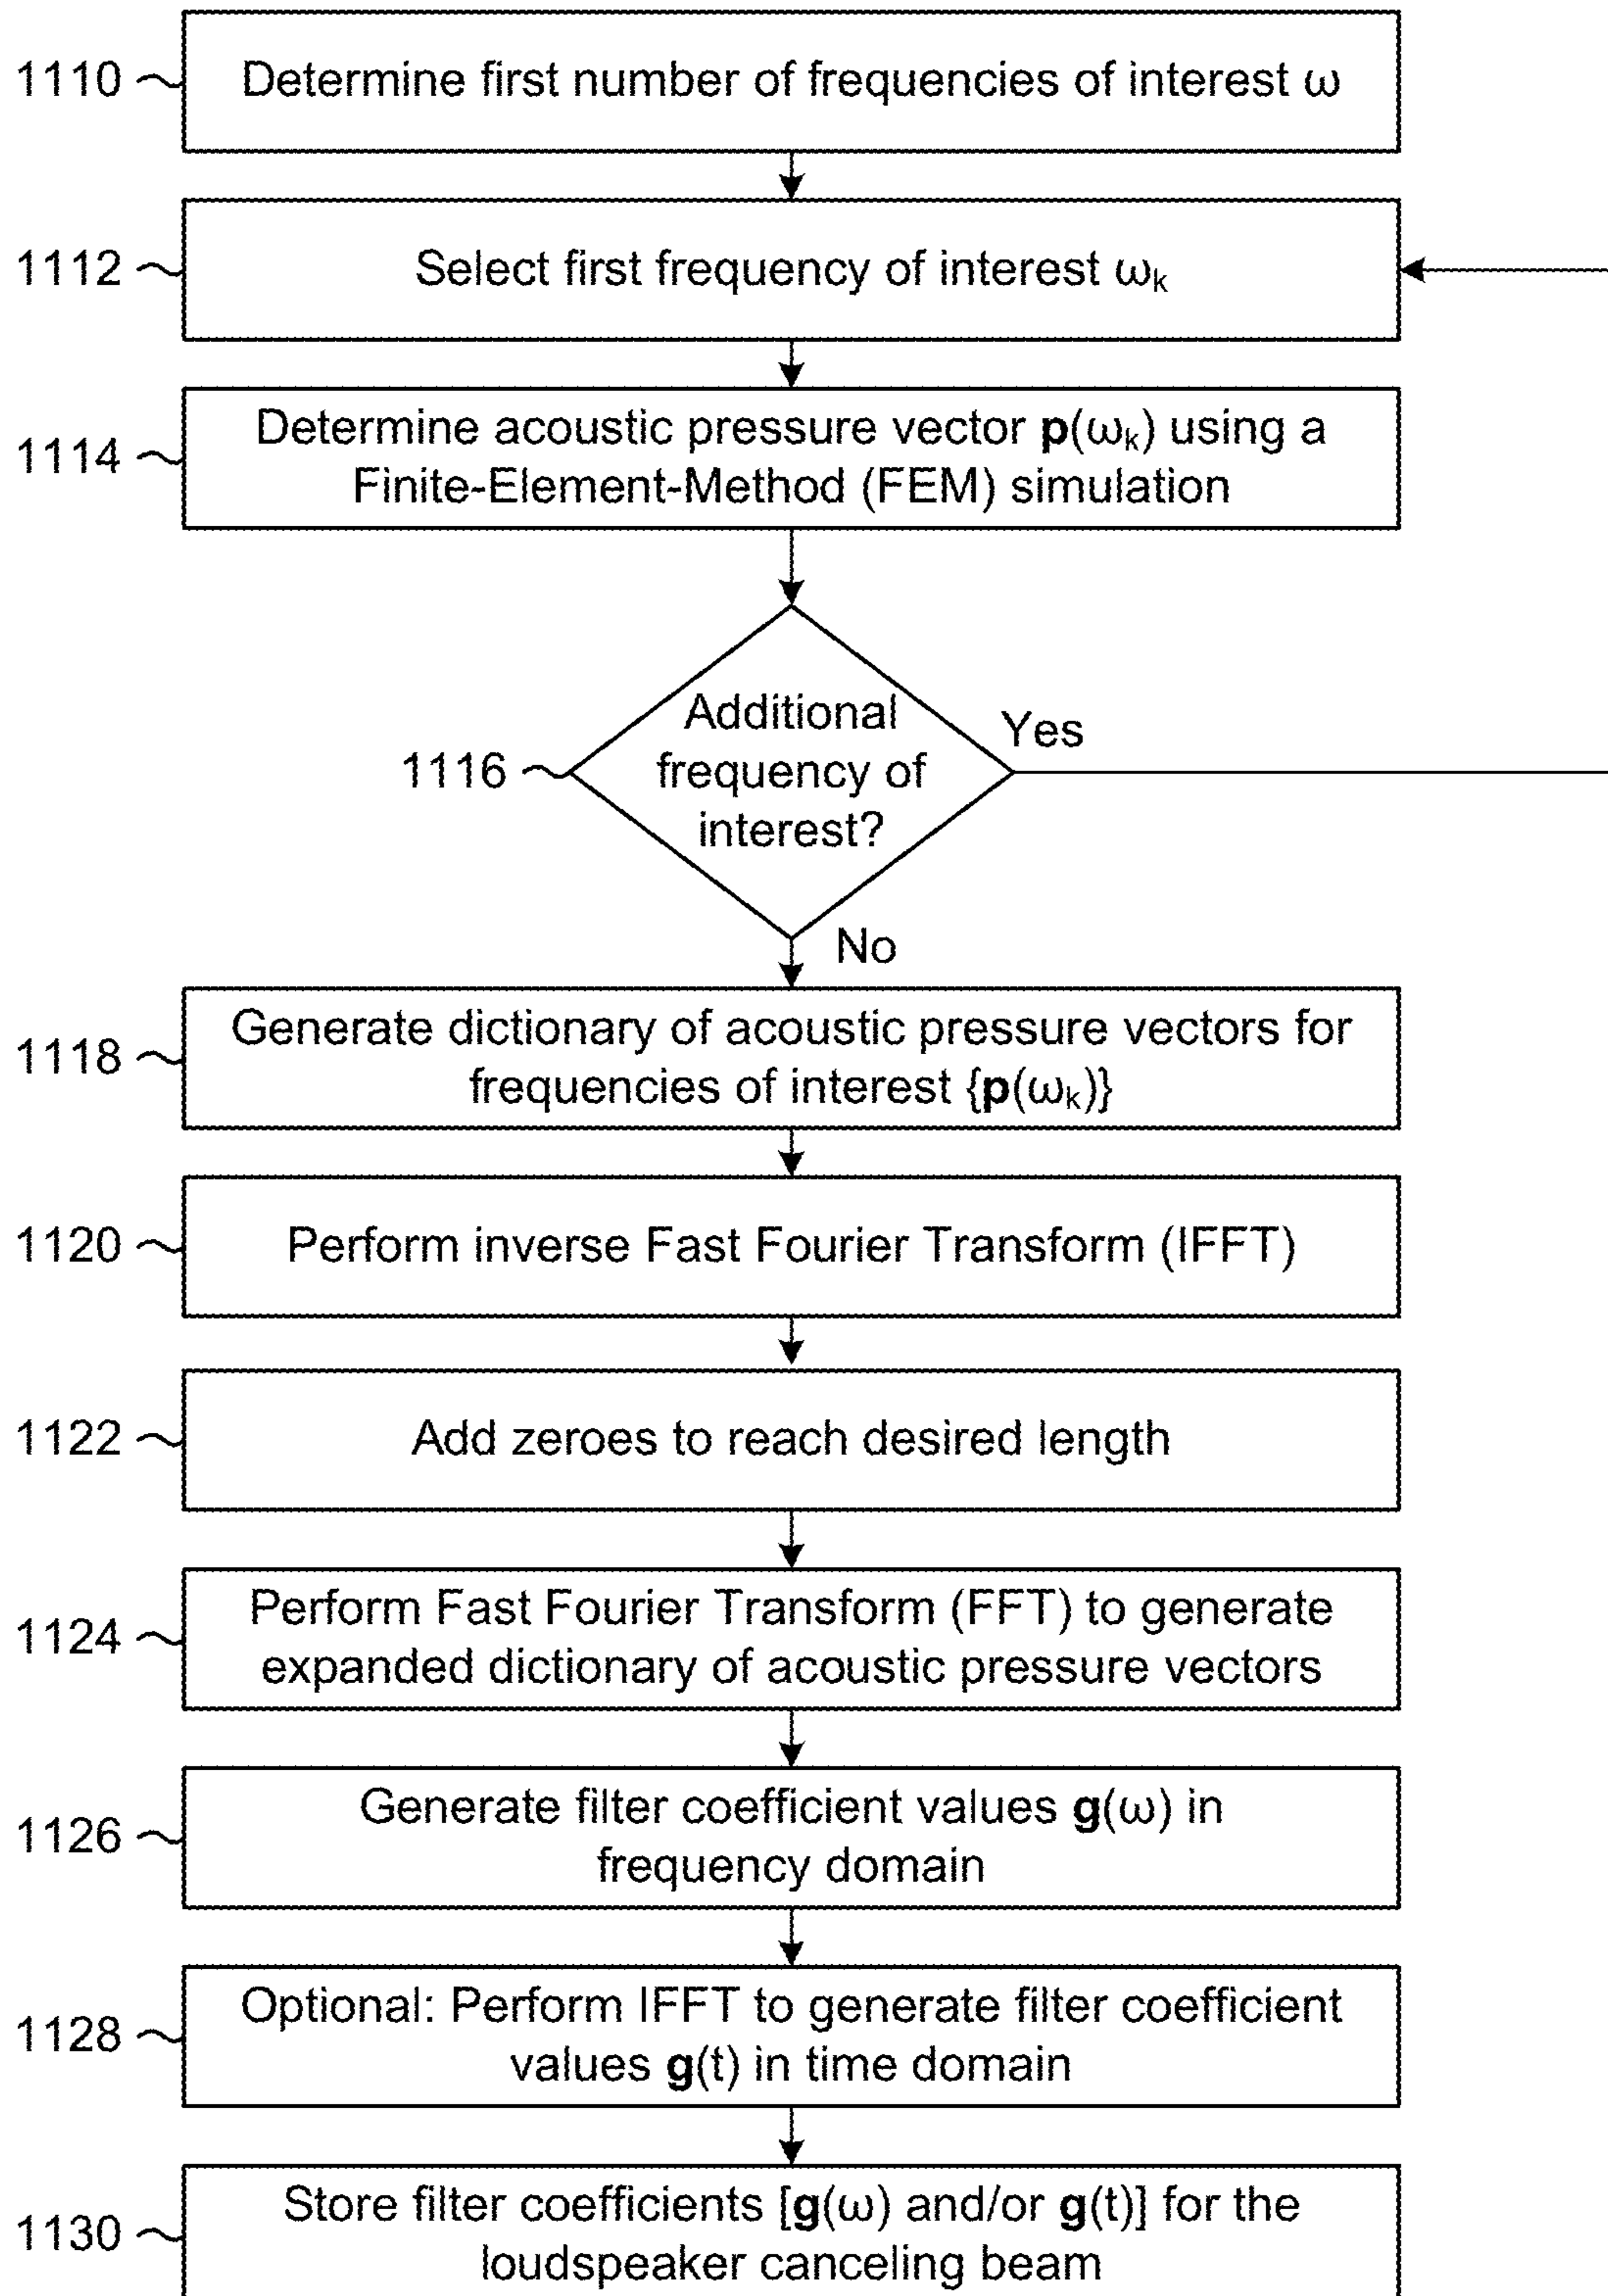 1110
Determine first number of frequencies of interest ω
1112
Select first frequency of interest ωk
1114
Determine acoustic pressure vector p(ωk) using a
Finite-Element-Method (FEM) simulation
1116
Additional
frequency of
interest?
Yes
No
1118
Generate dictionary of acoustic pressure vectors for
frequencies of interest {p(ωk)}
1120
Perform inverse Fast Fourier Transform (IFFT)
1122
Add zeroes to reach desired length
1124
Perform Fast Fourier Transform (FFT) to generate
expanded dictionary of acoustic pressure vectors
1126
Generate filter coefficient values g(ω) in
frequency domain
1128
Optional: Perform IFFT to generate filter coefficient
values g(t) in time domain
1130
Store filter coefficients [g(ω) and/or g(t)] for the
loudspeaker canceling beam